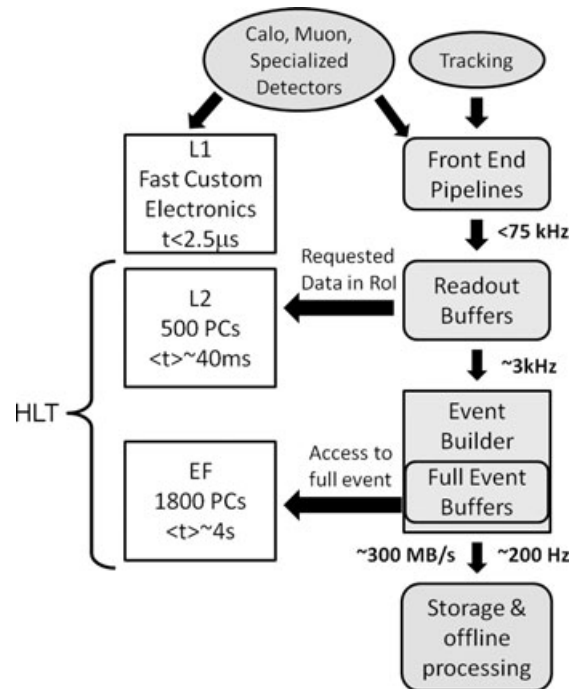 Calo, Muon,
Specialized
Detectors
Tracking
L1
Fast Custom
Electronics
t<2.5µs
Front End
Pipelines
<75 kHz
Requested
Data in RoI
L2
500 PCs
<t>~40ms
Readout
Buffers
~3kHz
HLT
Event
Builder
Full Event
Buffers
Access to
full event
EF
1800 PCs
<t>~4s
~300 MB/s
~200 Hz
Storage &
offline
processing